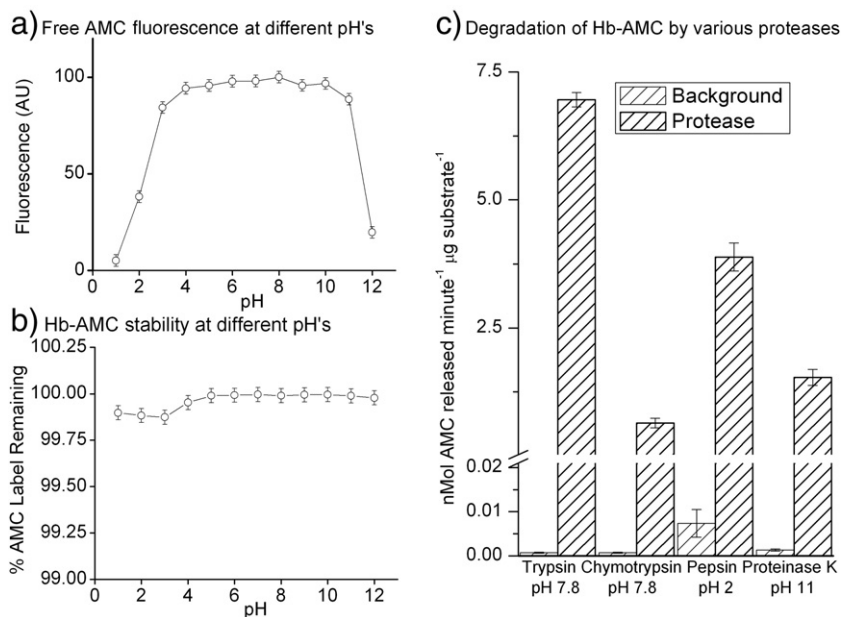 a) Free AMC fluorescence at different pH's
Fluorescence (AU)
100
50
0
0 2 4 6 8 10 12
pH
b) Hb-AMC stability at different pH's
% AMC Label Remaining
100.25
100.00
99.75
99.50
99.25
99.00
0 2 4 6 8 10 12
pH
c) Degradation of Hb-AMC by various proteases
nMol AMC released minute⁻¹ µg substrate⁻¹
7.5
5.0
2.5
0.02
0.01
0.00
Background
Protease
Trypsin Chymotrypsin Pepsin Proteinase K
pH 7.8 pH 7.8 pH 2 pH 11